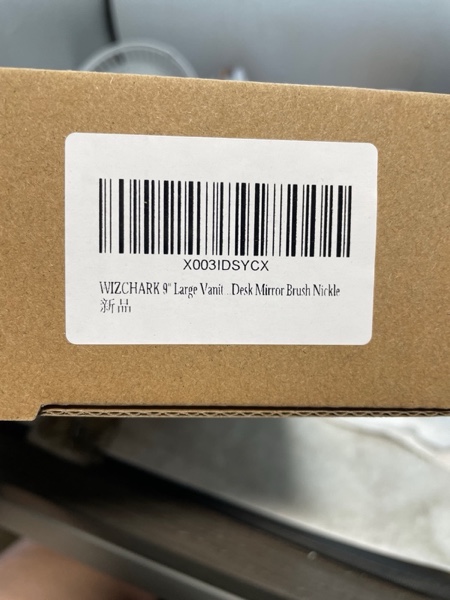 X003IDSYCX
WIZCHARK 9" Large Vanit...Desk Mirror Brush Nickle
新品